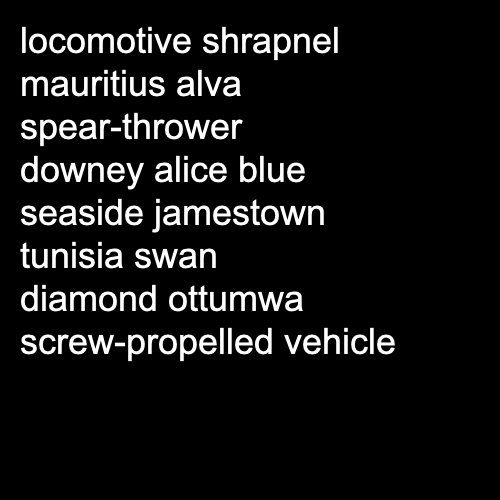 locomotive shrapnel
mauritius alva
spear-thrower
downey alice blue
seaside jamestown
tunisia swan
diamond ottumwa
screw-propelled vehicle